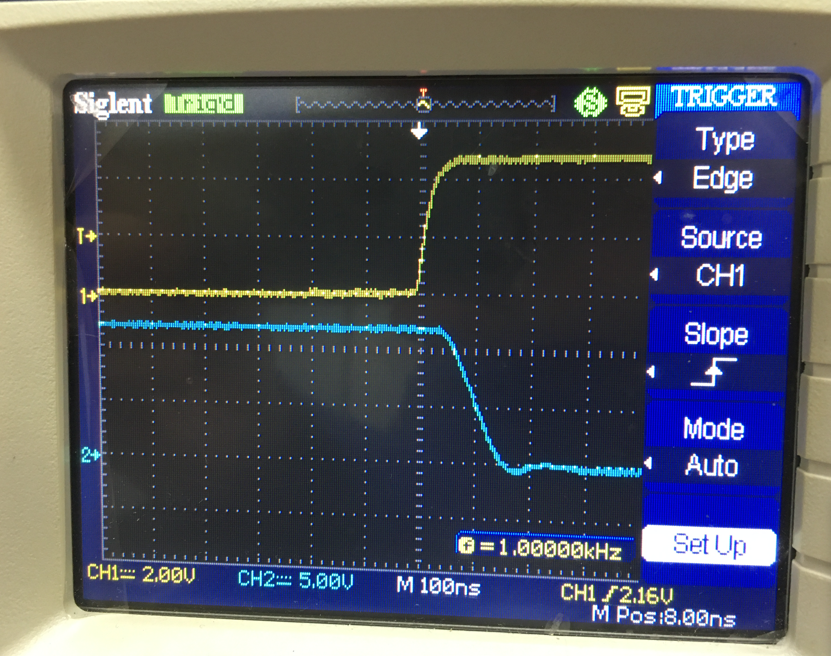 Siglent Trig'd TRIGGER
T
Type
Edge
T
Source
CH1
1
Slope
Mode
2
Auto
f = 1.00000kHz
Set Up
CH1 2.00V CH2 5.00V M 100ns CH1 2.16V
M Pos:8.00ns